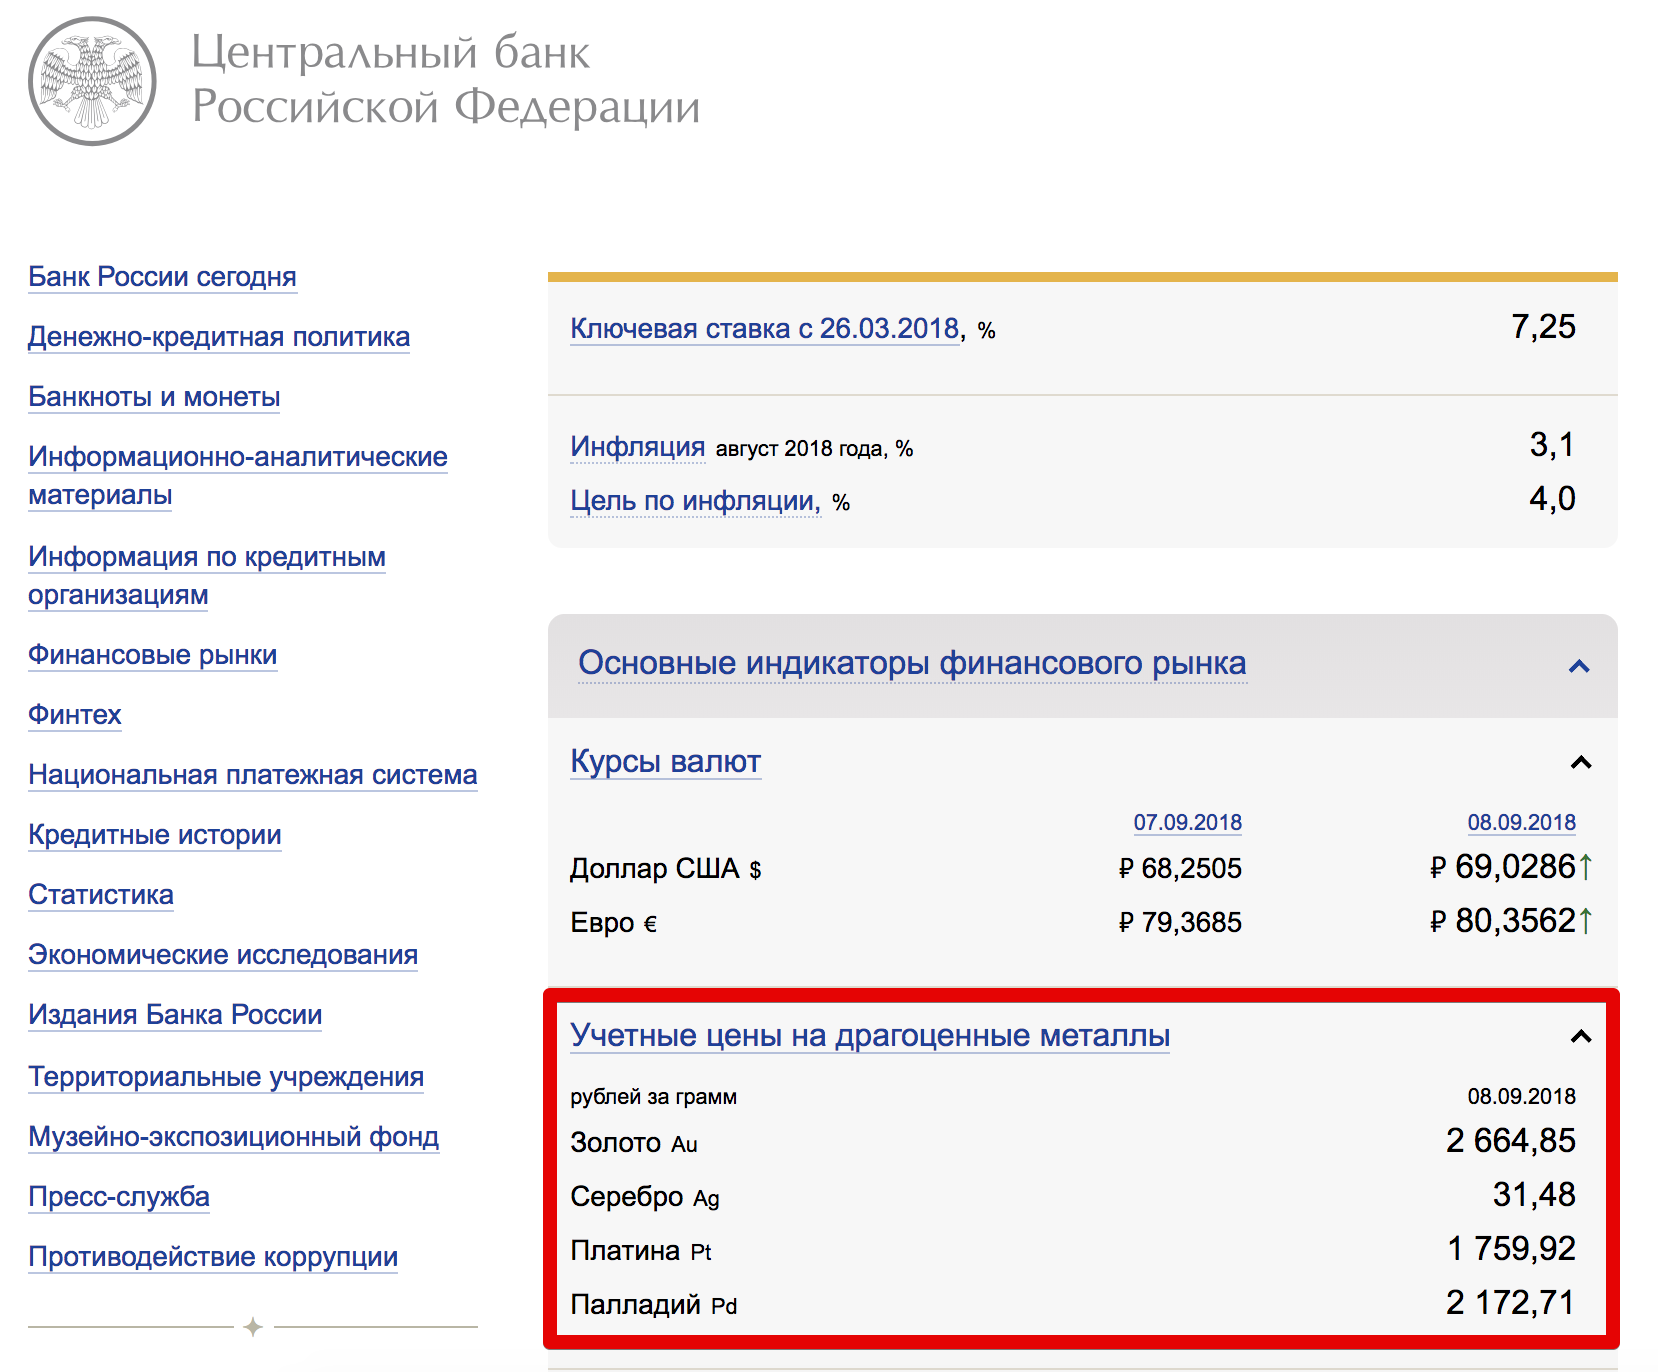 Центральный банк
Российской Федерации
Банк России сегодня
Денежно-кредитная политика
Банкноты и монеты
Информационно-аналитические
материалы
Информация по кредитным
организациям
Финансовые рынки
Финтех
Национальная платежная система
Кредитные истории
Статистика
Экономические исследования
Издания Банка России
Территориальные учреждения
Музейно-экспозиционный фонд
Пресс-служба
Противодействие коррупции
Ключевая ставка с 26.03.2018, % 7,25
Инфляция август 2018 года, % 3,1
Цель по инфляции, % 4,0
Основные индикаторы финансового рынка
Курсы валют
07.09.2018 08.09.2018
Доллар США $ ₽ 68,2505 ₽ 69,0286↑
Евро € ₽ 79,3685 ₽ 80,3562↑
Учетные цены на драгоценные металлы
рублей за грамм 08.09.2018
Золото Au 2 664,85
Серебро Ag 31,48
Платина Pt 1 759,92
Палладий Pd 2 172,71